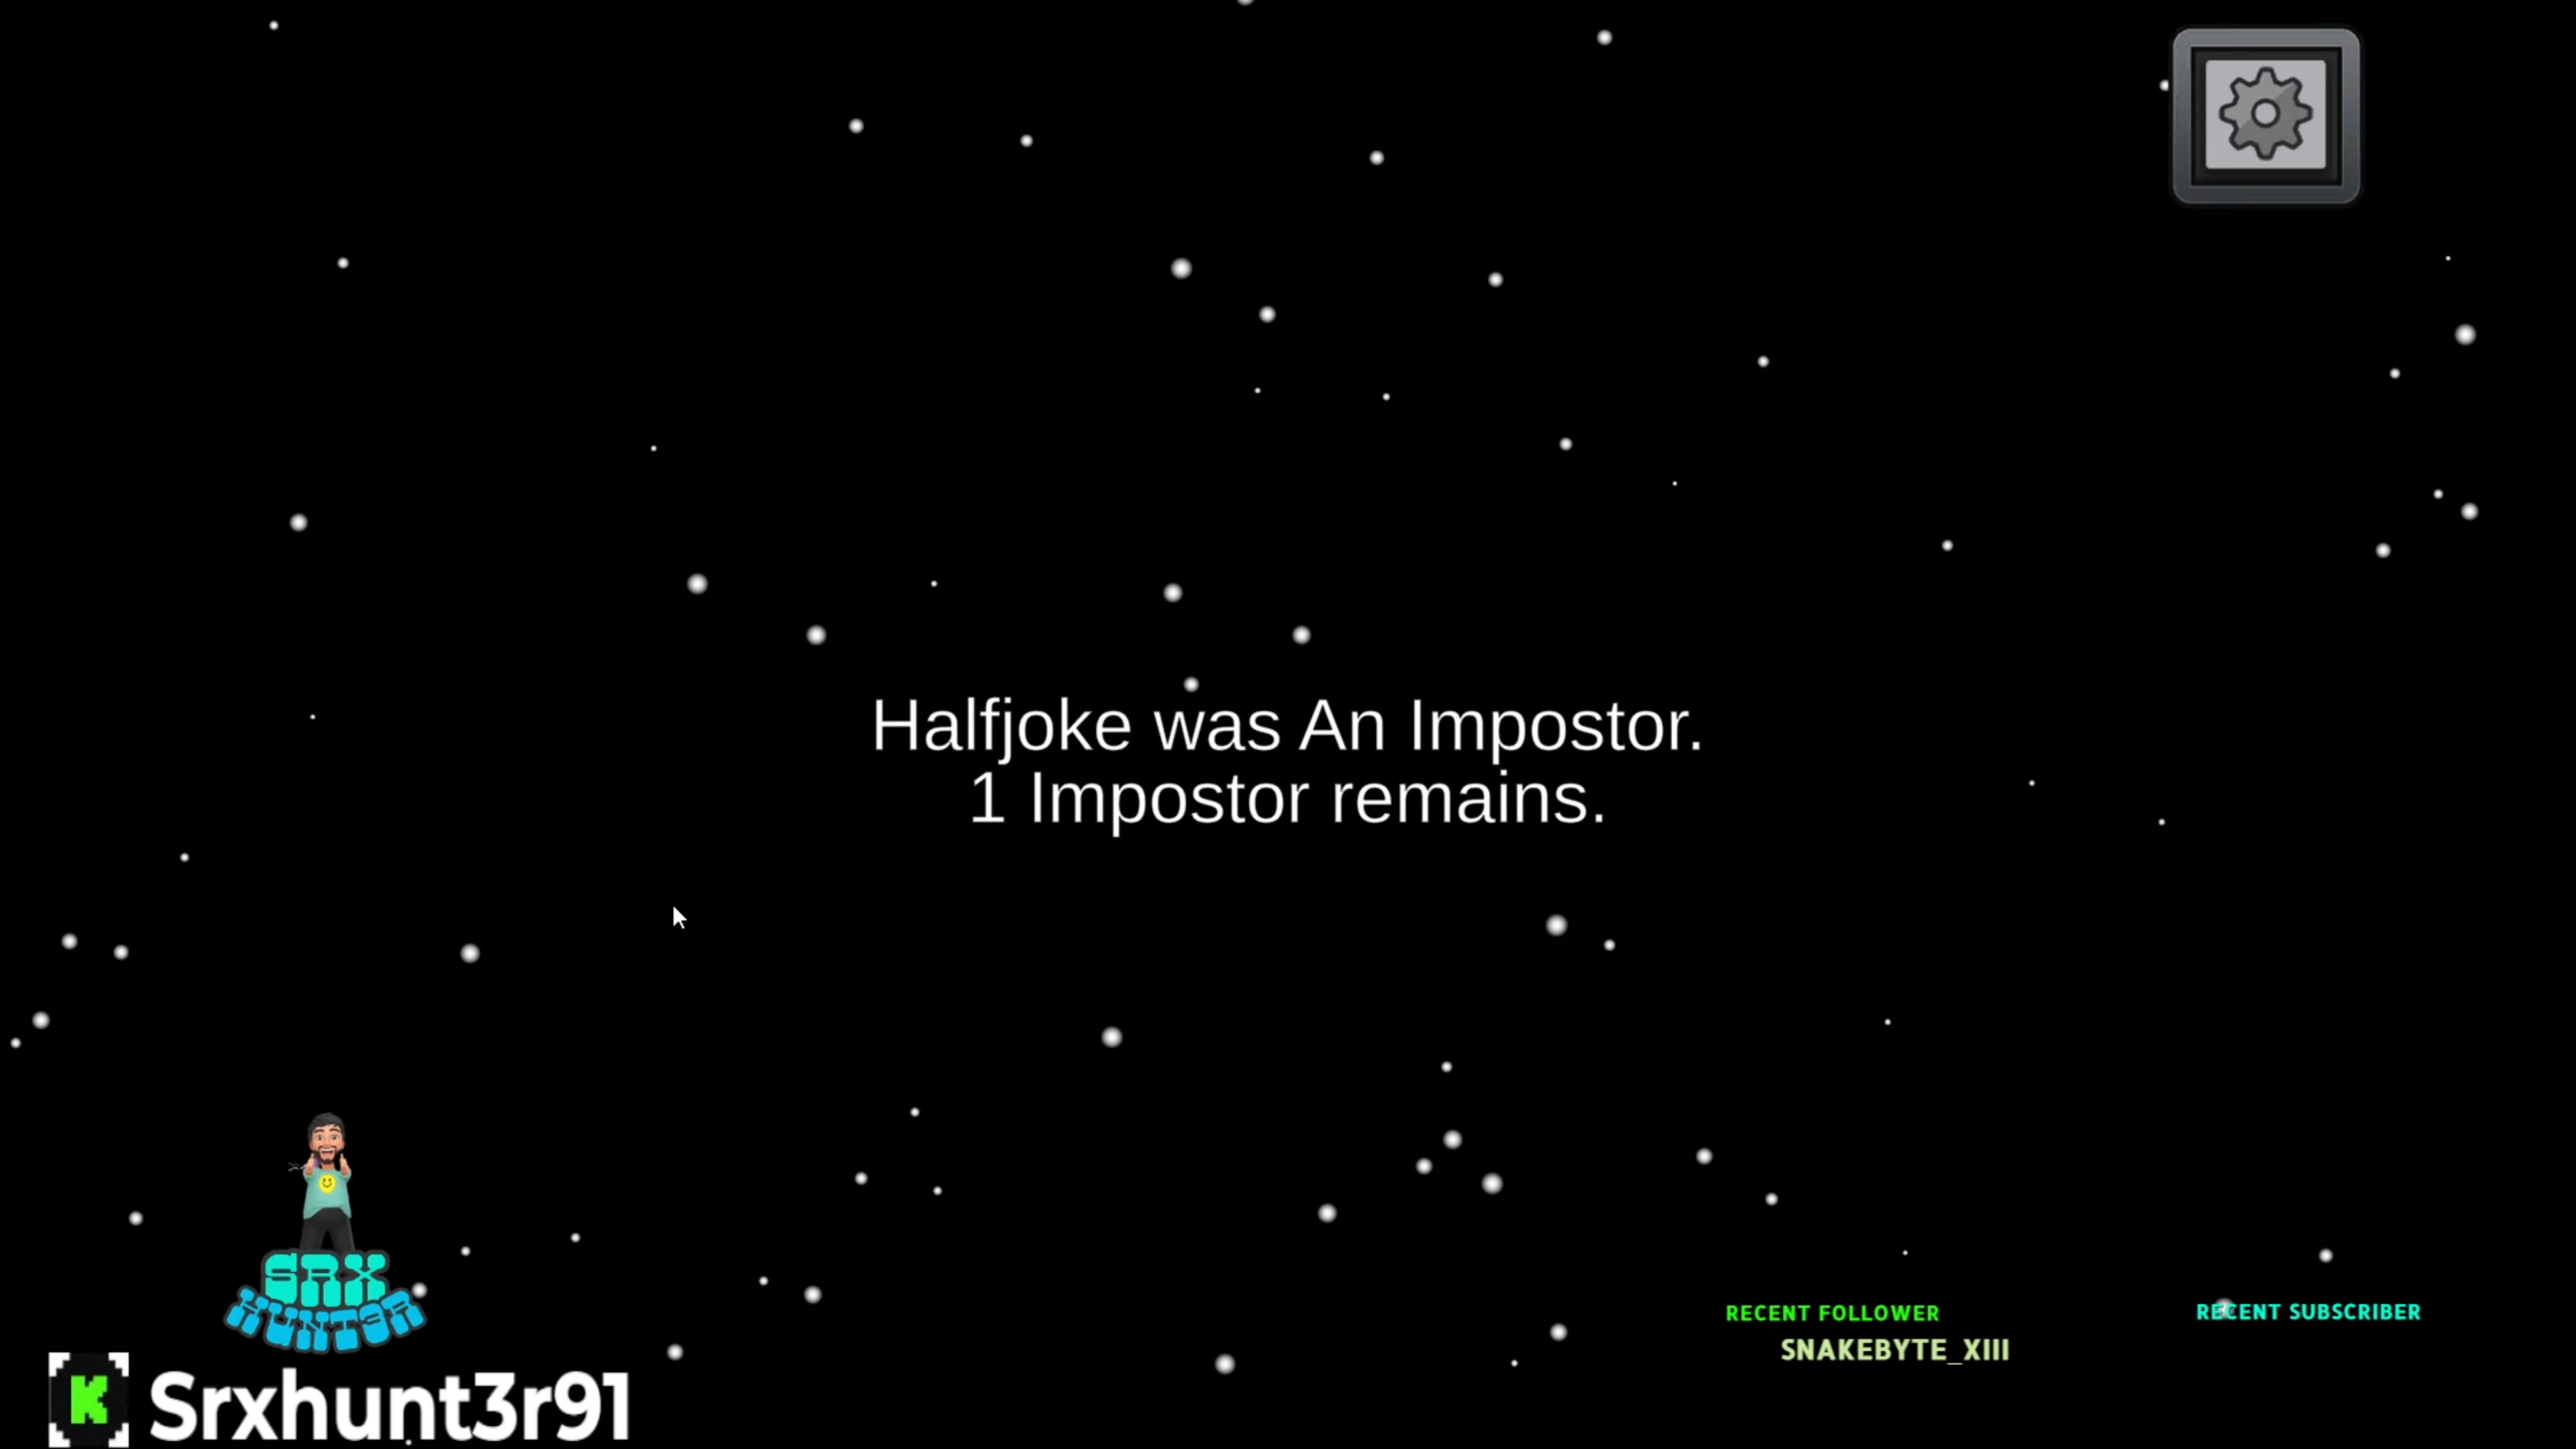 Halfjoke was An Impostor.
1 Impostor remains.
SRX
HUNT3R
RECENT FOLLOWER
SNAKEBYTE_XIII
RECENT SUBSCRIBER
K
Srxhunt3r91